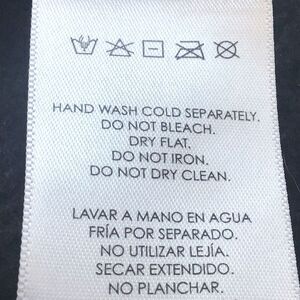 HAND WASH COLD SEPARATELY.
DO NOT BLEACH.
DRY FLAT.
DO NOT IRON.
DO NOT DRY CLEAN.
LAVAR A MANO EN AGUA
FRÍA POR SEPARADO.
NO UTILIZAR LEJÍA.
SECAR EXTENDIDO.
NO PLANCHAR.